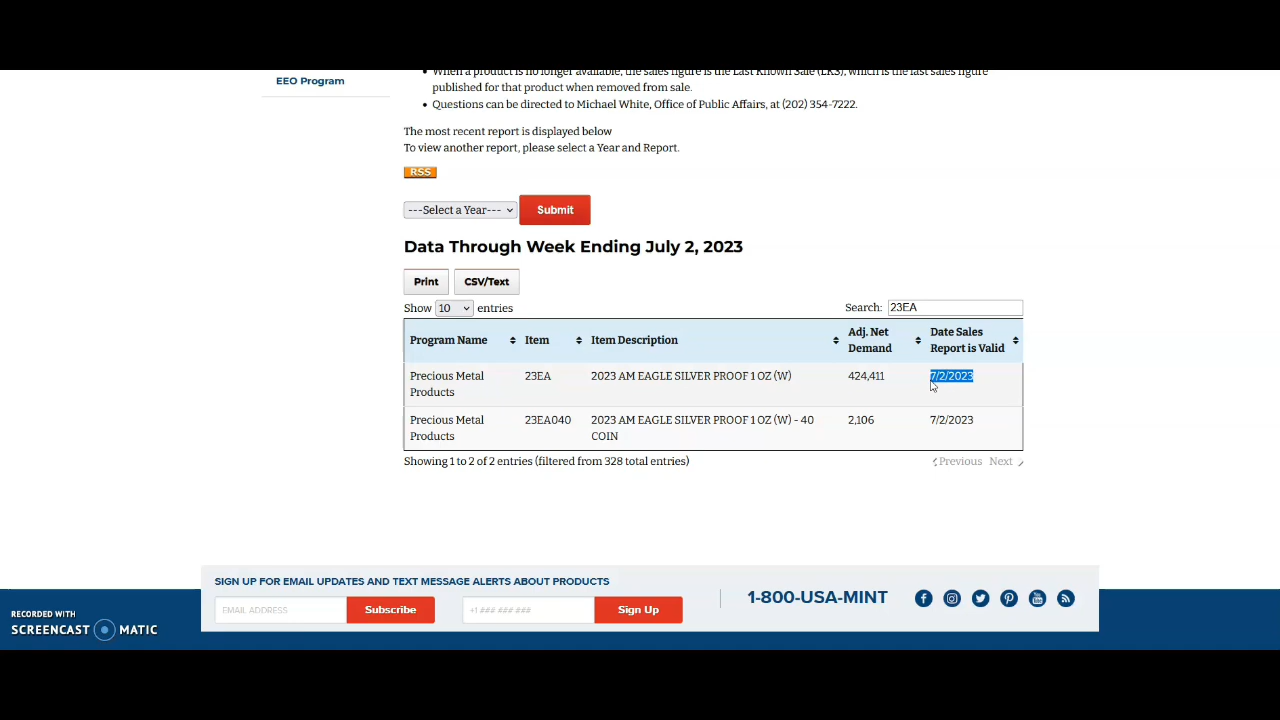 EEO Program
When a product is no longer available, the sales figure is the Last Known Sale (LKS), which is the last sales figure
published for that product when removed from sale.
Questions can be directed to Michael White, Office of Public Affairs, at (202) 354-7222.
The most recent report is displayed below
To view another report, please select a Year and Report.
RSS
---Select a Year--- Submit
Data Through Week Ending July 2, 2023
Print CSV/Text
Show 10 entries Search: 23EA
Program Name Item Item Description Adj. Net Demand Date Sales Report is Valid
Precious Metal Products 23EA 2023 AM EAGLE SILVER PROOF 1 OZ (W) 424,411 7/2/2023
Precious Metal Products 23EA040 2023 AM EAGLE SILVER PROOF 1 OZ (W) - 40 COIN 2,106 7/2/2023
Showing 1 to 2 of 2 entries (filtered from 328 total entries) Previous Next
SIGN UP FOR EMAIL UPDATES AND TEXT MESSAGE ALERTS ABOUT PRODUCTS
EMAIL ADDRESS Subscribe +1 ### ### ### Sign Up 1-800-USA-MINT
RECORDED WITH
SCREENCAST MATIC